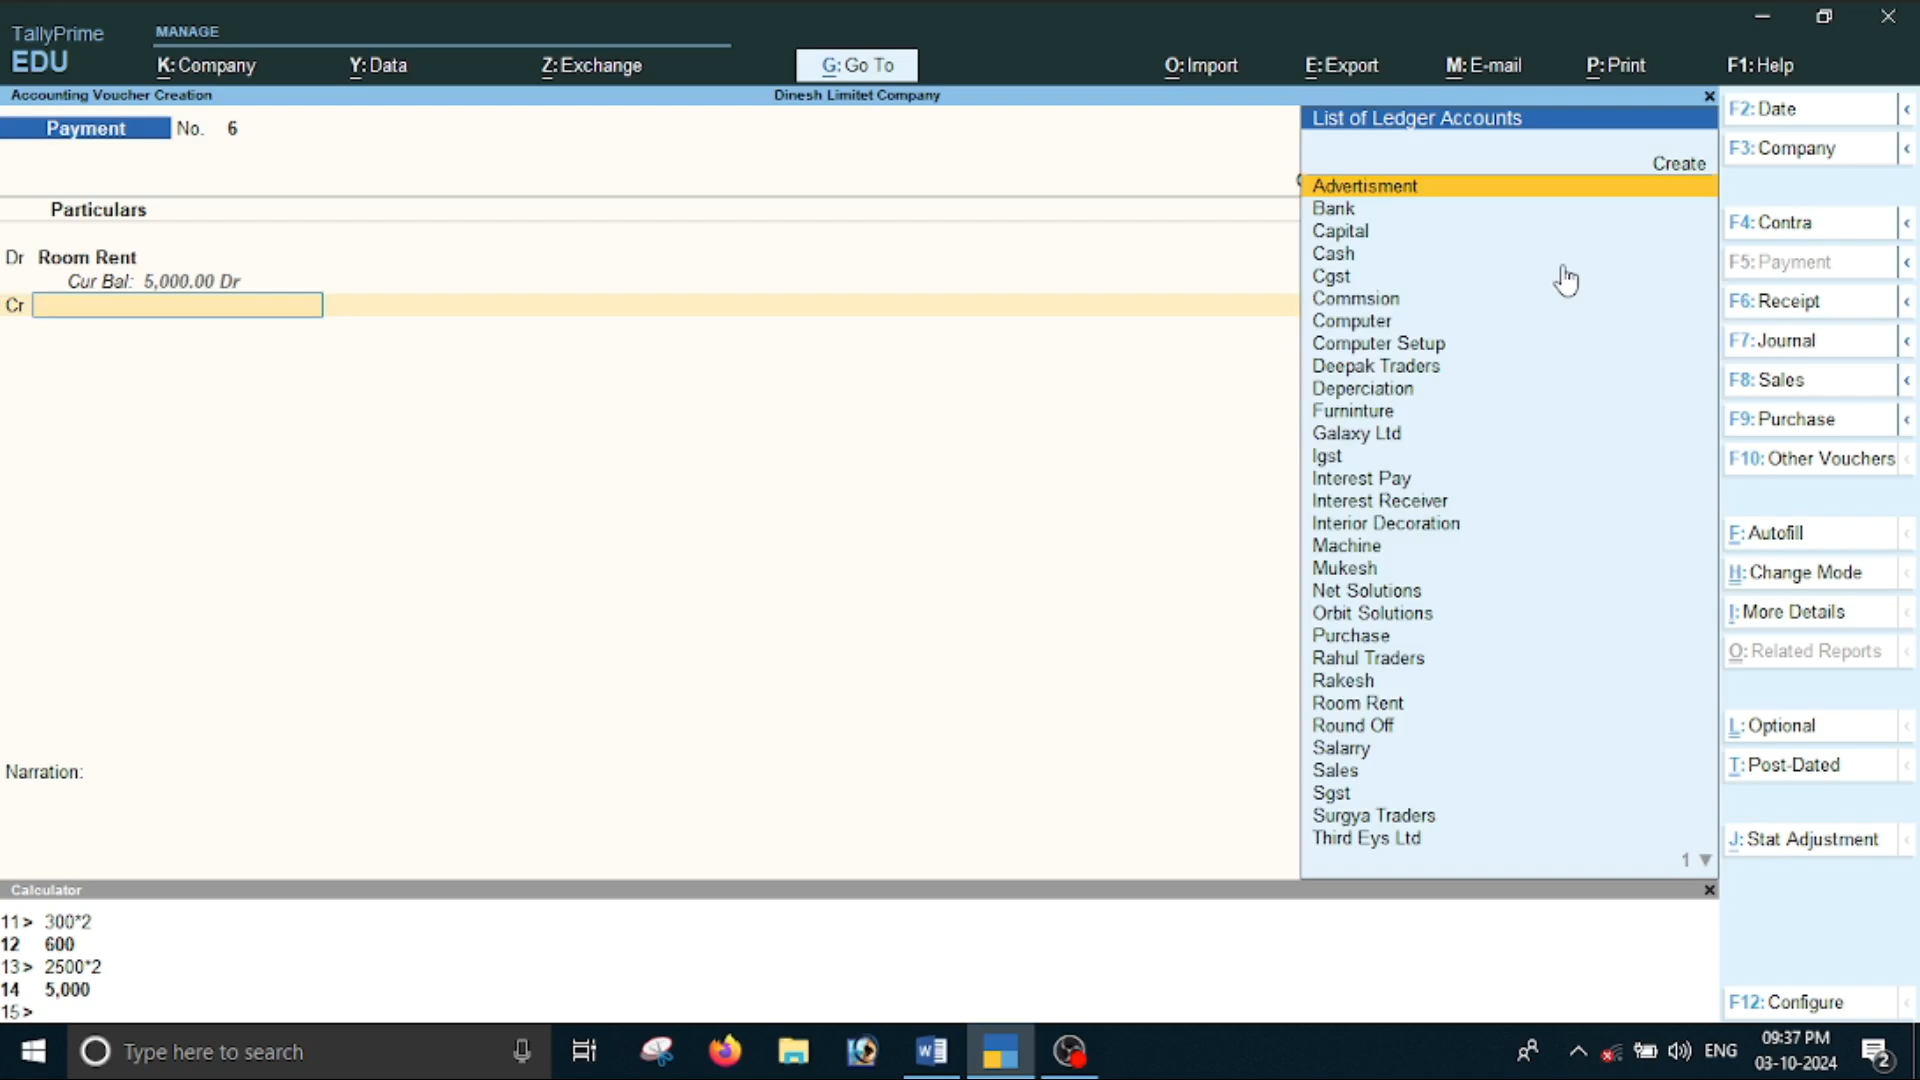 TallyPrime
EDU
MANAGE
K: Company
Y: Data
Z: Exchange
G: Go To
O: Import
E: Export
M: E-mail
P: Print
F1: Help
Accounting Voucher Creation
Dinesh Limitet Company
Payment No. 6
Particulars
Dr Room Rent
Cur Bal: 5,000.00 Dr
Cr
Narration:
List of Ledger Accounts
Create
Advertisment
Bank
Capital
Cash
Cgst
Commsion
Computer
Computer Setup
Deepak Traders
Deperciation
Furninture
Galaxy Ltd
Igst
Interest Pay
Interest Receiver
Interior Decoration
Machine
Mukesh
Net Solutions
Orbit Solutions
Purchase
Rahul Traders
Rakesh
Room Rent
Round Off
Salarry
Sales
Sgst
Surgya Traders
Third Eys Ltd
1 ▼
F2: Date
F3: Company
F4: Contra
F5: Payment
F6: Receipt
F7: Journal
F8: Sales
F9: Purchase
F10: Other Vouchers
F: Autofill
H: Change Mode
I: More Details
O: Related Reports
L: Optional
T: Post-Dated
J: Stat Adjustment
F12: Configure
Calculator
11> 300*2
12 600
13> 2500*2
14 5,000
15>
Type here to search
ENG
09:37 PM
03-10-2024
2